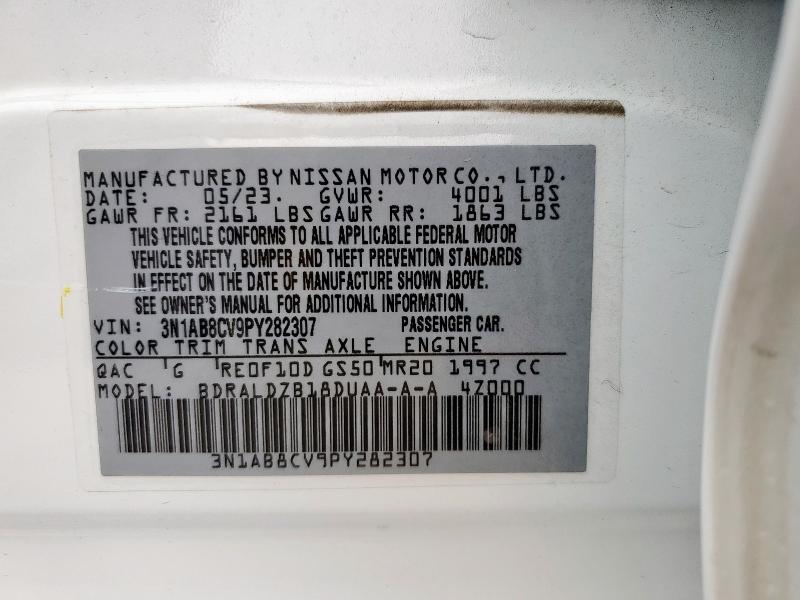 MANUFACTURED BY NISSAN MOTOR CO., LTD.
DATE: 05/23. GVWR: 4001 LBS
GAWR FR: 2161 LBS GAWR RR: 1863 LBS
THIS VEHICLE CONFORMS TO ALL APPLICABLE FEDERAL MOTOR
VEHICLE SAFETY, BUMPER AND THEFT PREVENTION STANDARDS
IN EFFECT ON THE DATE OF MANUFACTURE SHOWN ABOVE.
SEE OWNER'S MANUAL FOR ADDITIONAL INFORMATION.
VIN: 3N1AB8CV9PY282307 PASSENGER CAR.
COLOR TRIM TRANS AXLE ENGINE
QAC G RE0F10D GS50 MR20 1997 CC
MODEL: BDRALDZB18DUAA-A-A 4Z000
3N1AB8CV9PY282307